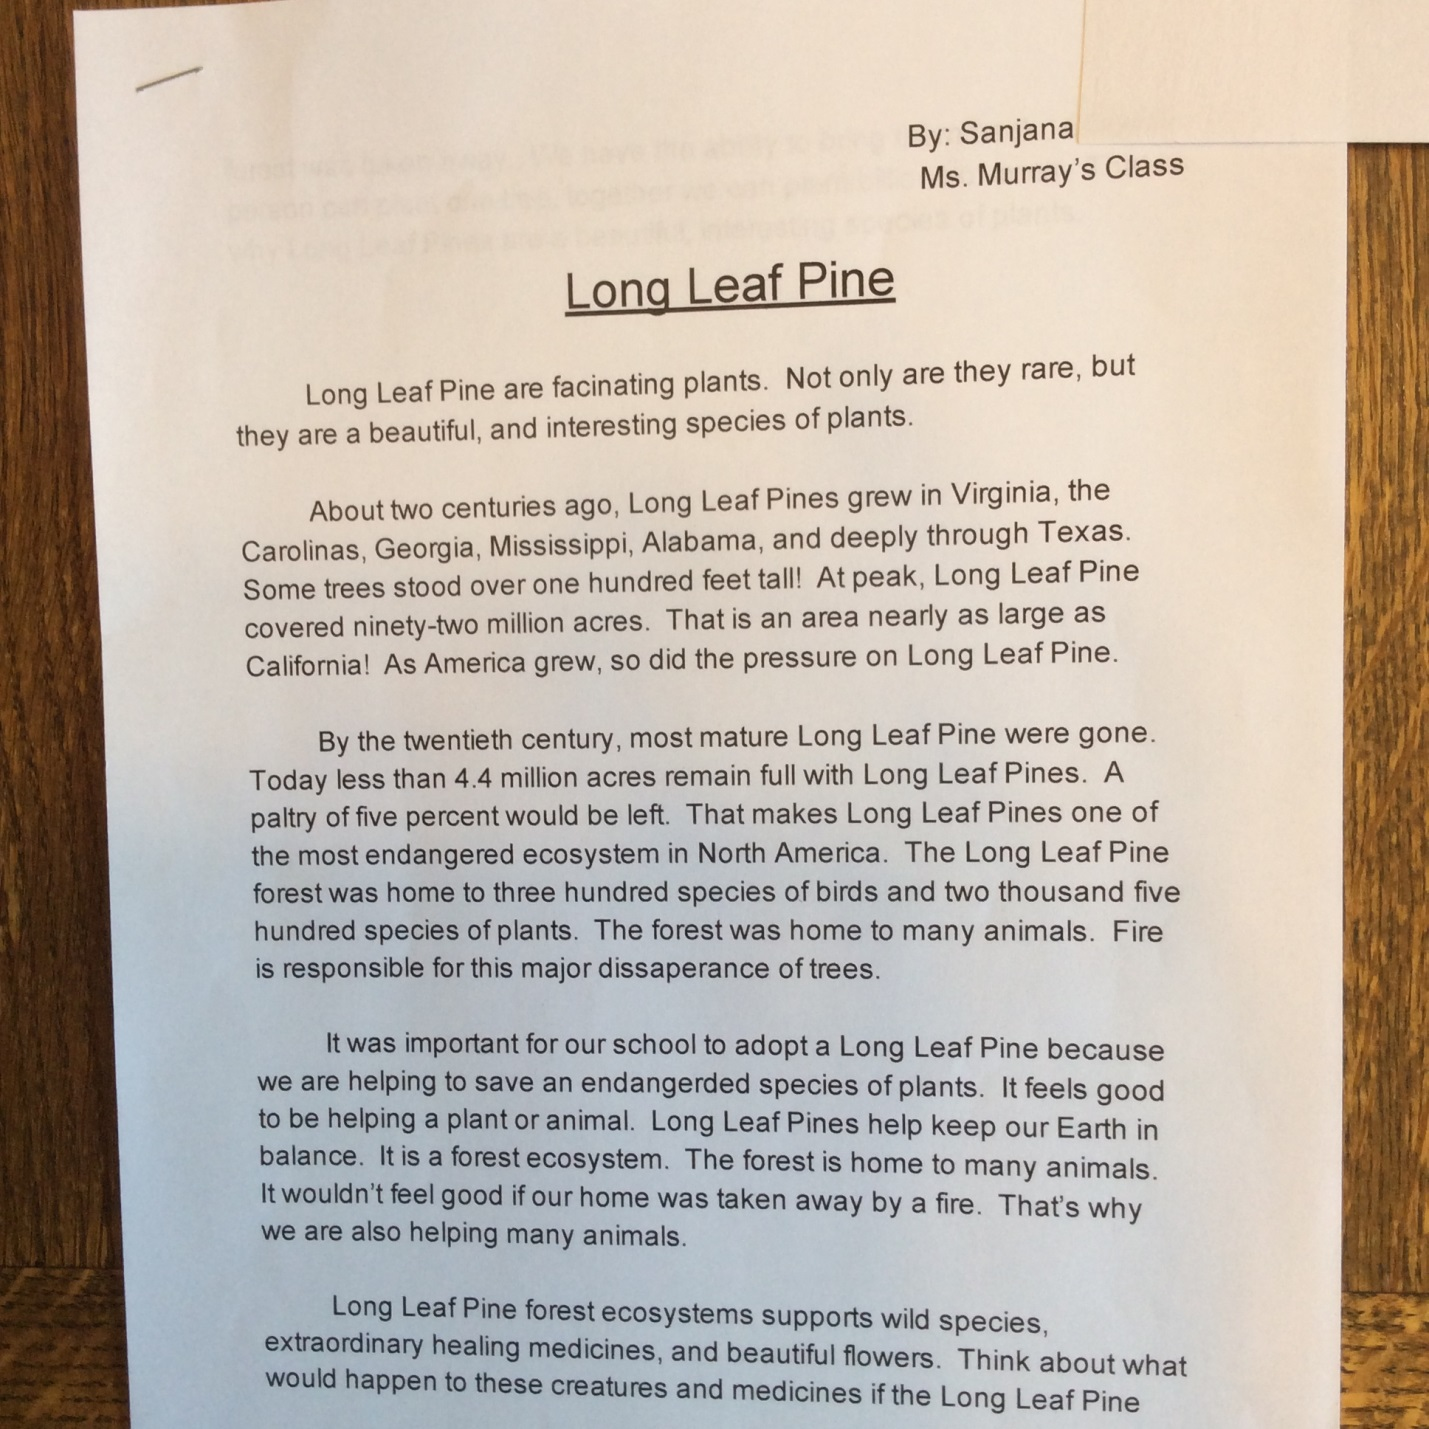 By: Sanjana
Ms. Murray's Class
Long Leaf Pine
Long Leaf Pine are facinating plants. Not only are they rare, but
they are a beautiful, and interesting species of plants.
About two centuries ago, Long Leaf Pines grew in Virginia, the
Carolinas, Georgia, Mississippi, Alabama, and deeply through Texas.
Some trees stood over one hundred feet tall! At peak, Long Leaf Pine
covered ninety-two million acres. That is an area nearly as large as
California! As America grew, so did the pressure on Long Leaf Pine.
By the twentieth century, most mature Long Leaf Pine were gone.
Today less than 4.4 million acres remain full with Long Leaf Pines. A
paltry of five percent would be left. That makes Long Leaf Pines one of
the most endangered ecosystem in North America. The Long Leaf Pine
forest was home to three hundred species of birds and two thousand five
hundred species of plants. The forest was home to many animals. Fire
is responsible for this major dissaperance of trees.
It was important for our school to adopt a Long Leaf Pine because
we are helping to save an endangerded species of plants. It feels good
to be helping a plant or animal. Long Leaf Pines help keep our Earth in
balance. It is a forest ecosystem. The forest is home to many animals.
It wouldn't feel good if our home was taken away by a fire. That's why
we are also helping many animals.
Long Leaf Pine forest ecosystems supports wild species,
extraordinary healing medicines, and beautiful flowers. Think about what
would happen to these creatures and medicines if the Long Leaf Pine